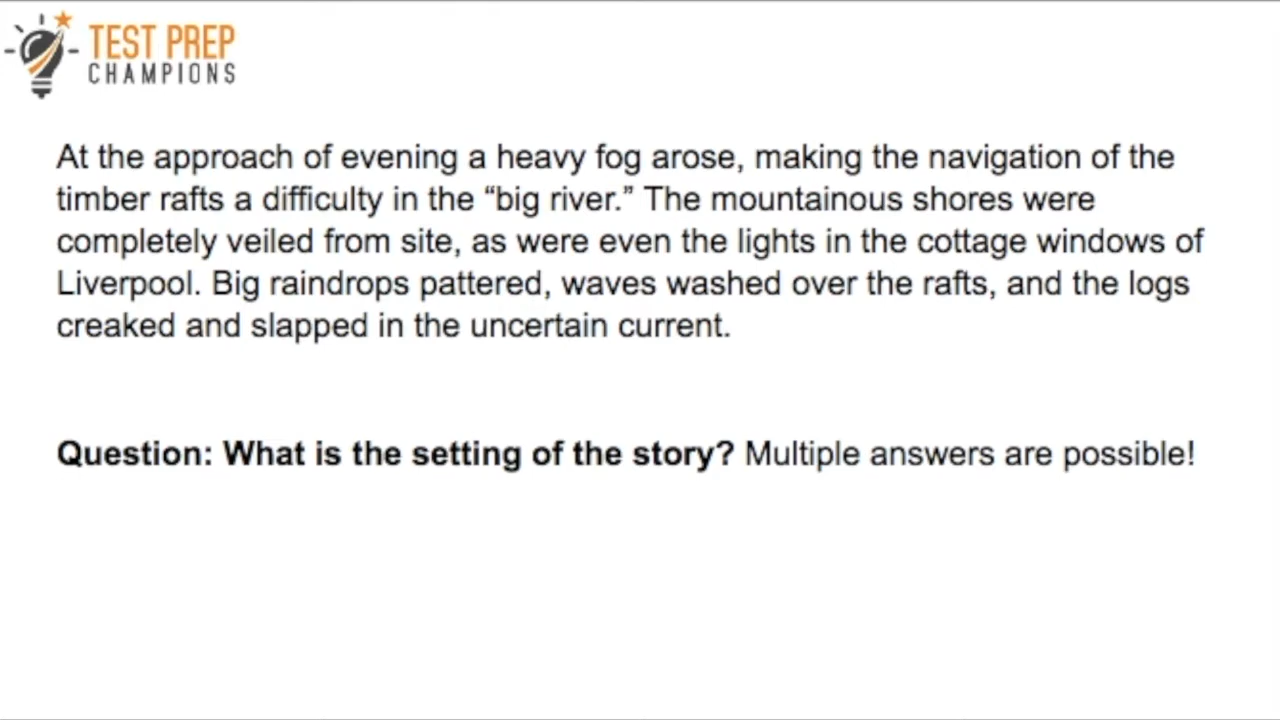 TEST PREP
CHAMPIONS
At the approach of evening a heavy fog arose, making the navigation of the
timber rafts a difficulty in the “big river.” The mountainous shores were
completely veiled from site, as were even the lights in the cottage windows of
Liverpool. Big raindrops pattered, waves washed over the rafts, and the logs
creaked and slapped in the uncertain current.
Question: What is the setting of the story? Multiple answers are possible!